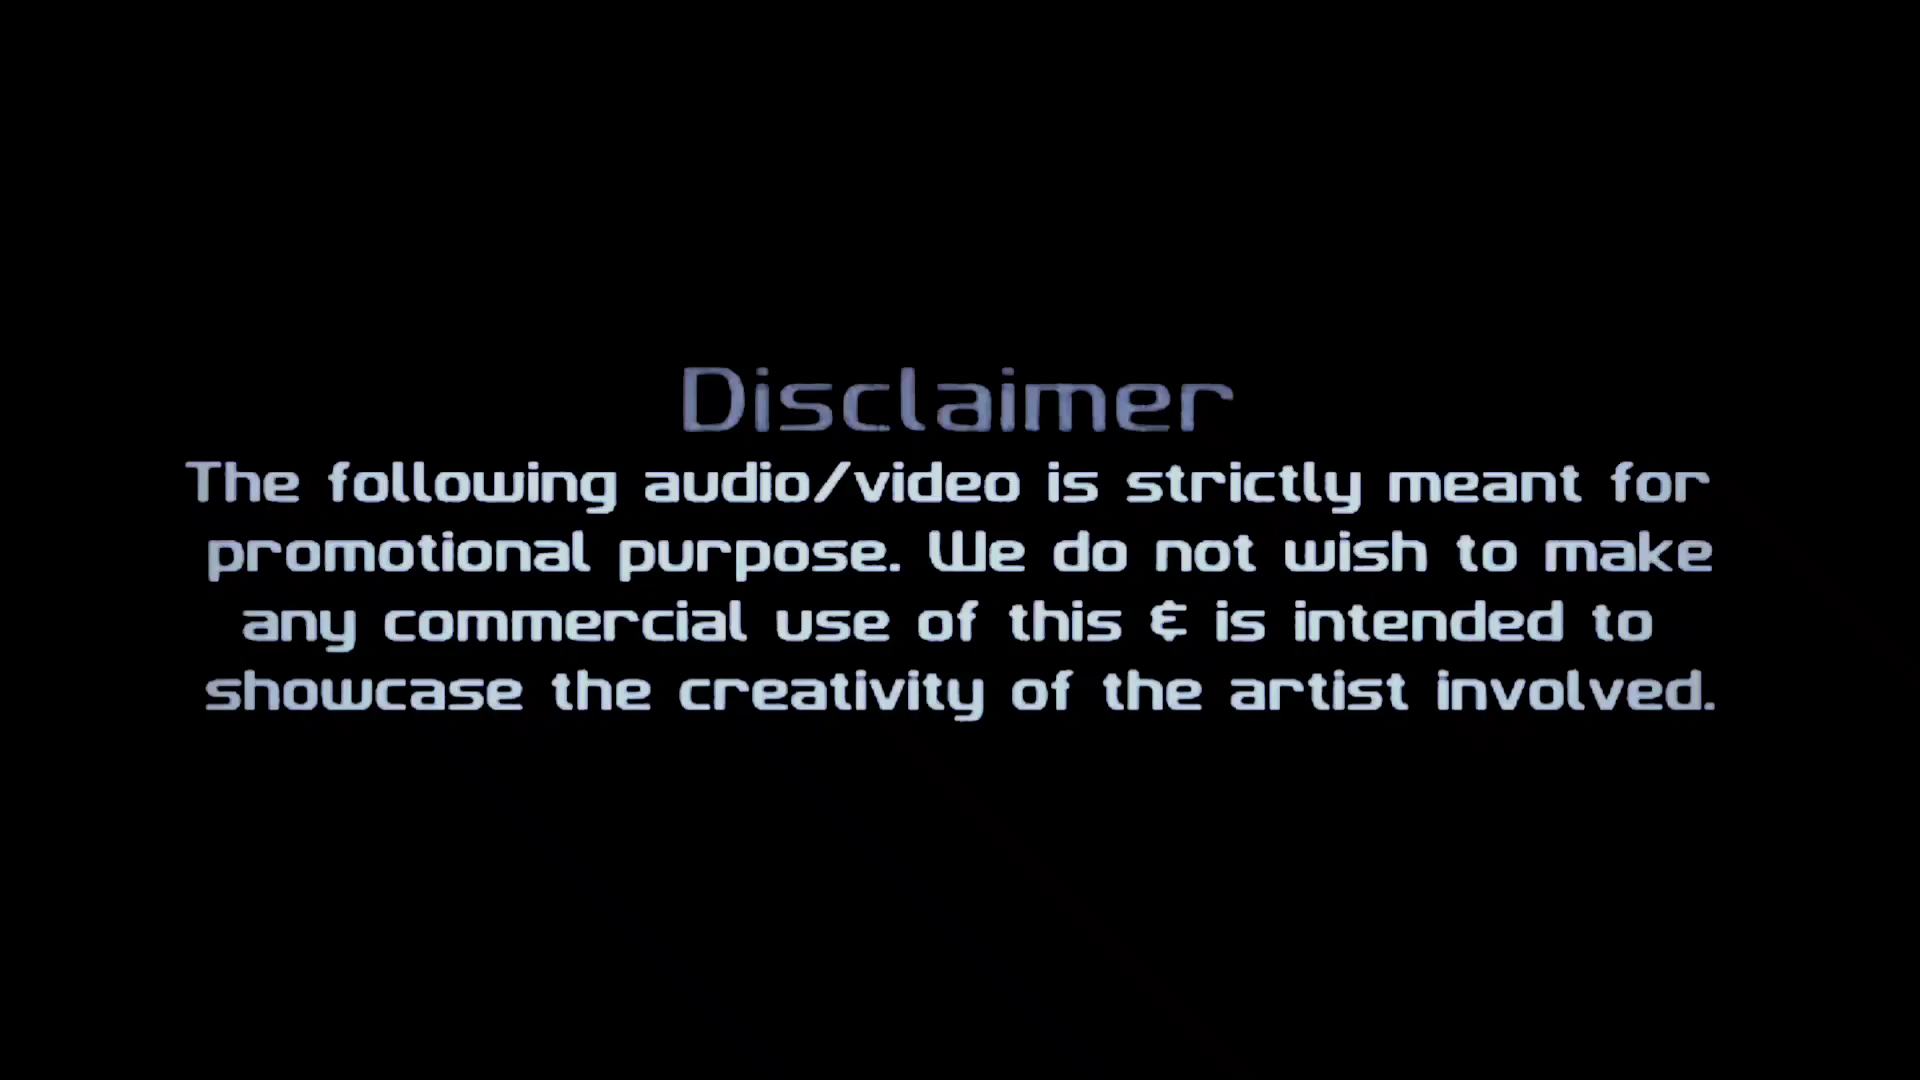 Disclaimer
The following audio/video is strictly meant for
promotional purpose. We do not wish to make
any commercial use of this & is intended to
showcase the creativity of the artist involved.